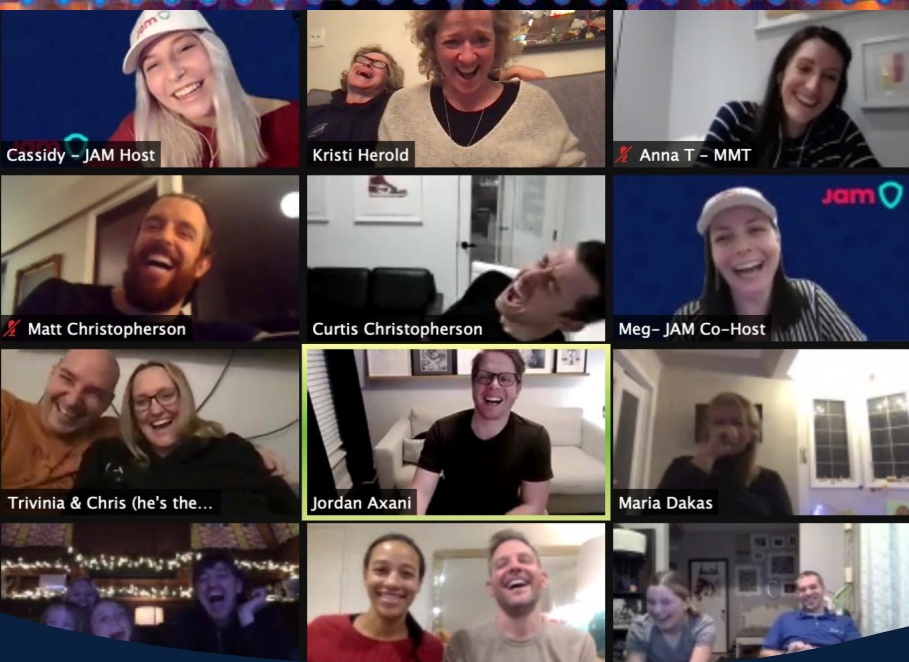 Jam
Cassidy – JAM Host
Kristi Herold
Anna T – MMT
Jam
Matt Christopherson
Curtis Christopherson
Meg- JAM Co-Host
Trivinia & Chris (he's the...
Jordan Axani
Maria Dakas